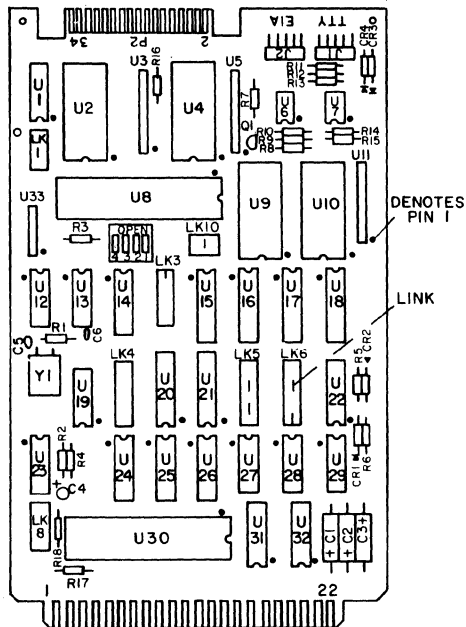 EIA TTY
34 P2 2
J2 J1
CR4
CR3
U3 R16 U5
R11
R12
R13
U1 U2 U4 R7
U6 U7
Q1
R10
R9
R8
R14
R15
LK1
U11
U8 U9 U10
DENOTES
PIN 1
U33
R3
OPEN
4 3 2 1
LK10
1
LK3
U12 U13 U14 U15 U16 U17 U18
LINK
C5 R1 C6
LK4 LK5 LK6
R5 CR2
Y1
U19 U20 U21 U22
R2
R4
U23 U24 U25 U26 U27 U28 U29
CR1 R6
+ C4
LK8
R18
U30 U31 U32
+C1 +C2 C3+
R17
1 22